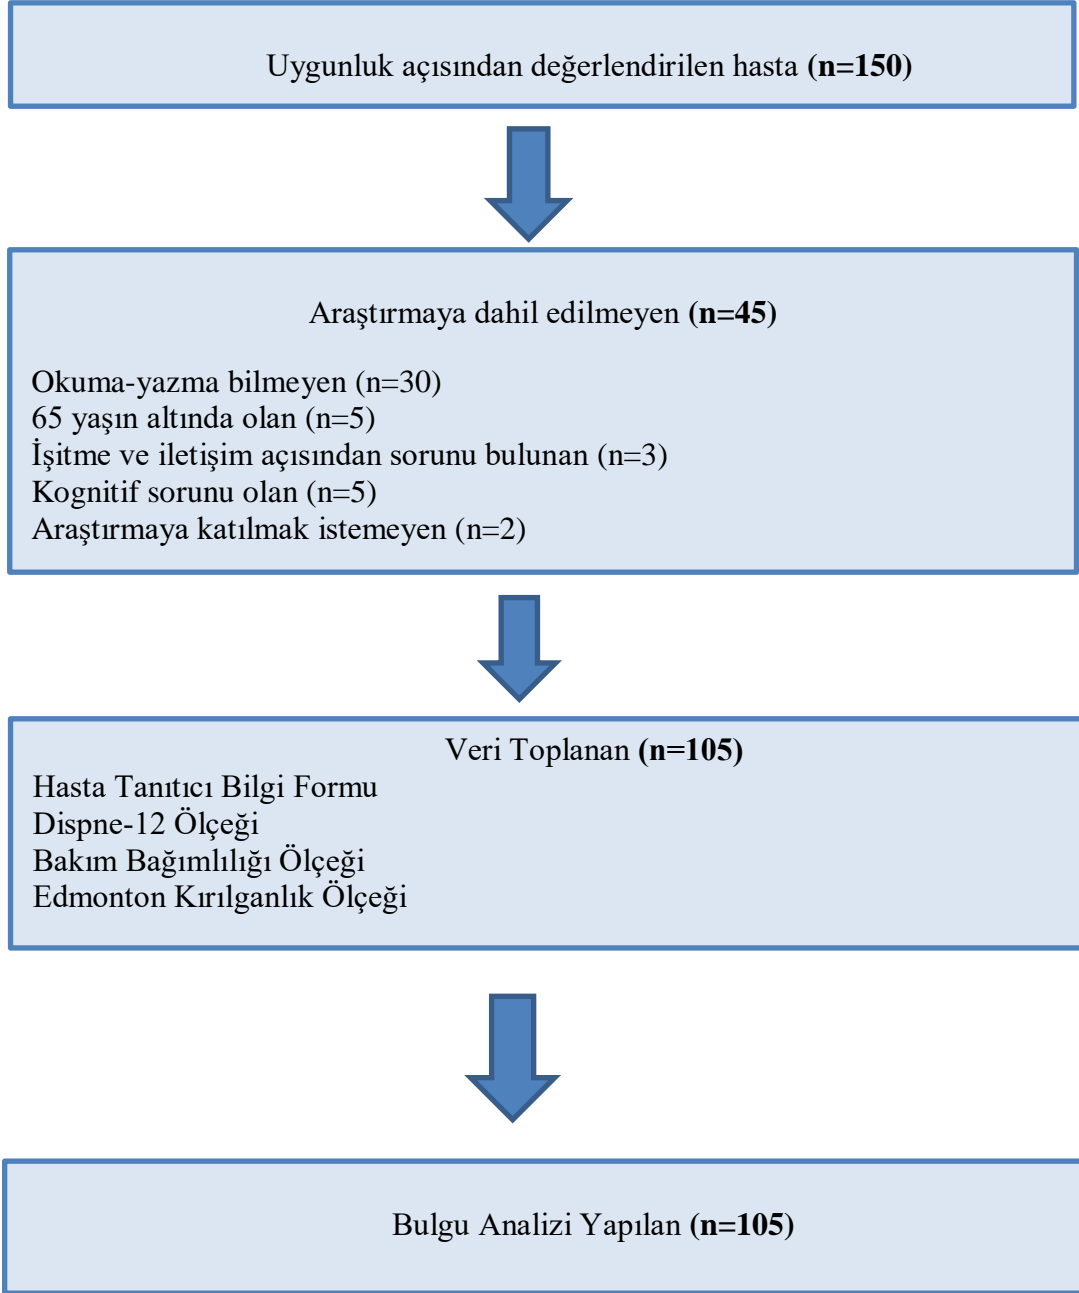 Uygunluk açısından değerlendirilen hasta (n=150)
Araştırmaya dahil edilmeyen (n=45)
Okuma-yazma bilmeyen (n=30)
65 yaşın altında olan (n=5)
İşitme ve iletişim açısından sorunu bulunan (n=3)
Kognitif sorunu olan (n=5)
Araştırmaya katılmak istemeyen (n=2)
Veri Toplanan (n=105)
Hasta Tanıtıcı Bilgi Formu
Dispne-12 Ölçeği
Bakım Bağımlılığı Ölçeği
Edmonton Kırılganlık Ölçeği
Bulgu Analizi Yapılan (n=105)